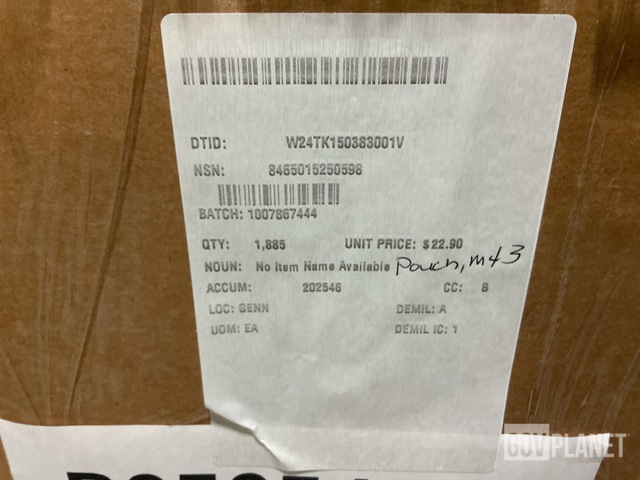 DTID: W24TK150383001V
NSN: 8465015250598
BATCH: 1007867444
QTY: 1,885 UNIT PRICE: $22.90
NOUN: No Item Name Available Pouch, m43
ACCUM: 202546 CC: B
LOC: GENN DEMIL: A
UOM: EA DEMIL IC: 1
GOVPLANET